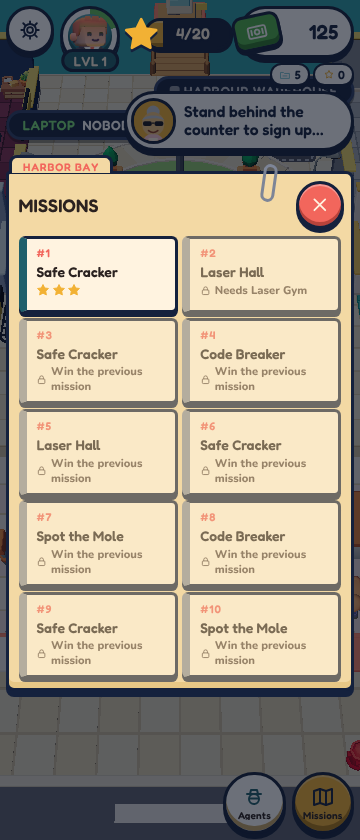 4/20
125
LVL 1
5
0
HARBOUR WAREHOUSE
LAPTOP NOBO
Stand behind the
counter to sign up...
HARBOR BAY
MISSIONS
#1
Safe Cracker
#2
Laser Hall
Needs Laser Gym
#3
Safe Cracker
Win the previous
mission
#4
Code Breaker
Win the previous
mission
#5
Laser Hall
Win the previous
mission
#6
Safe Cracker
Win the previous
mission
#7
Spot the Mole
Win the previous
mission
#8
Code Breaker
Win the previous
mission
#9
Safe Cracker
Win the previous
mission
#10
Spot the Mole
Win the previous
mission
Agents
Missions